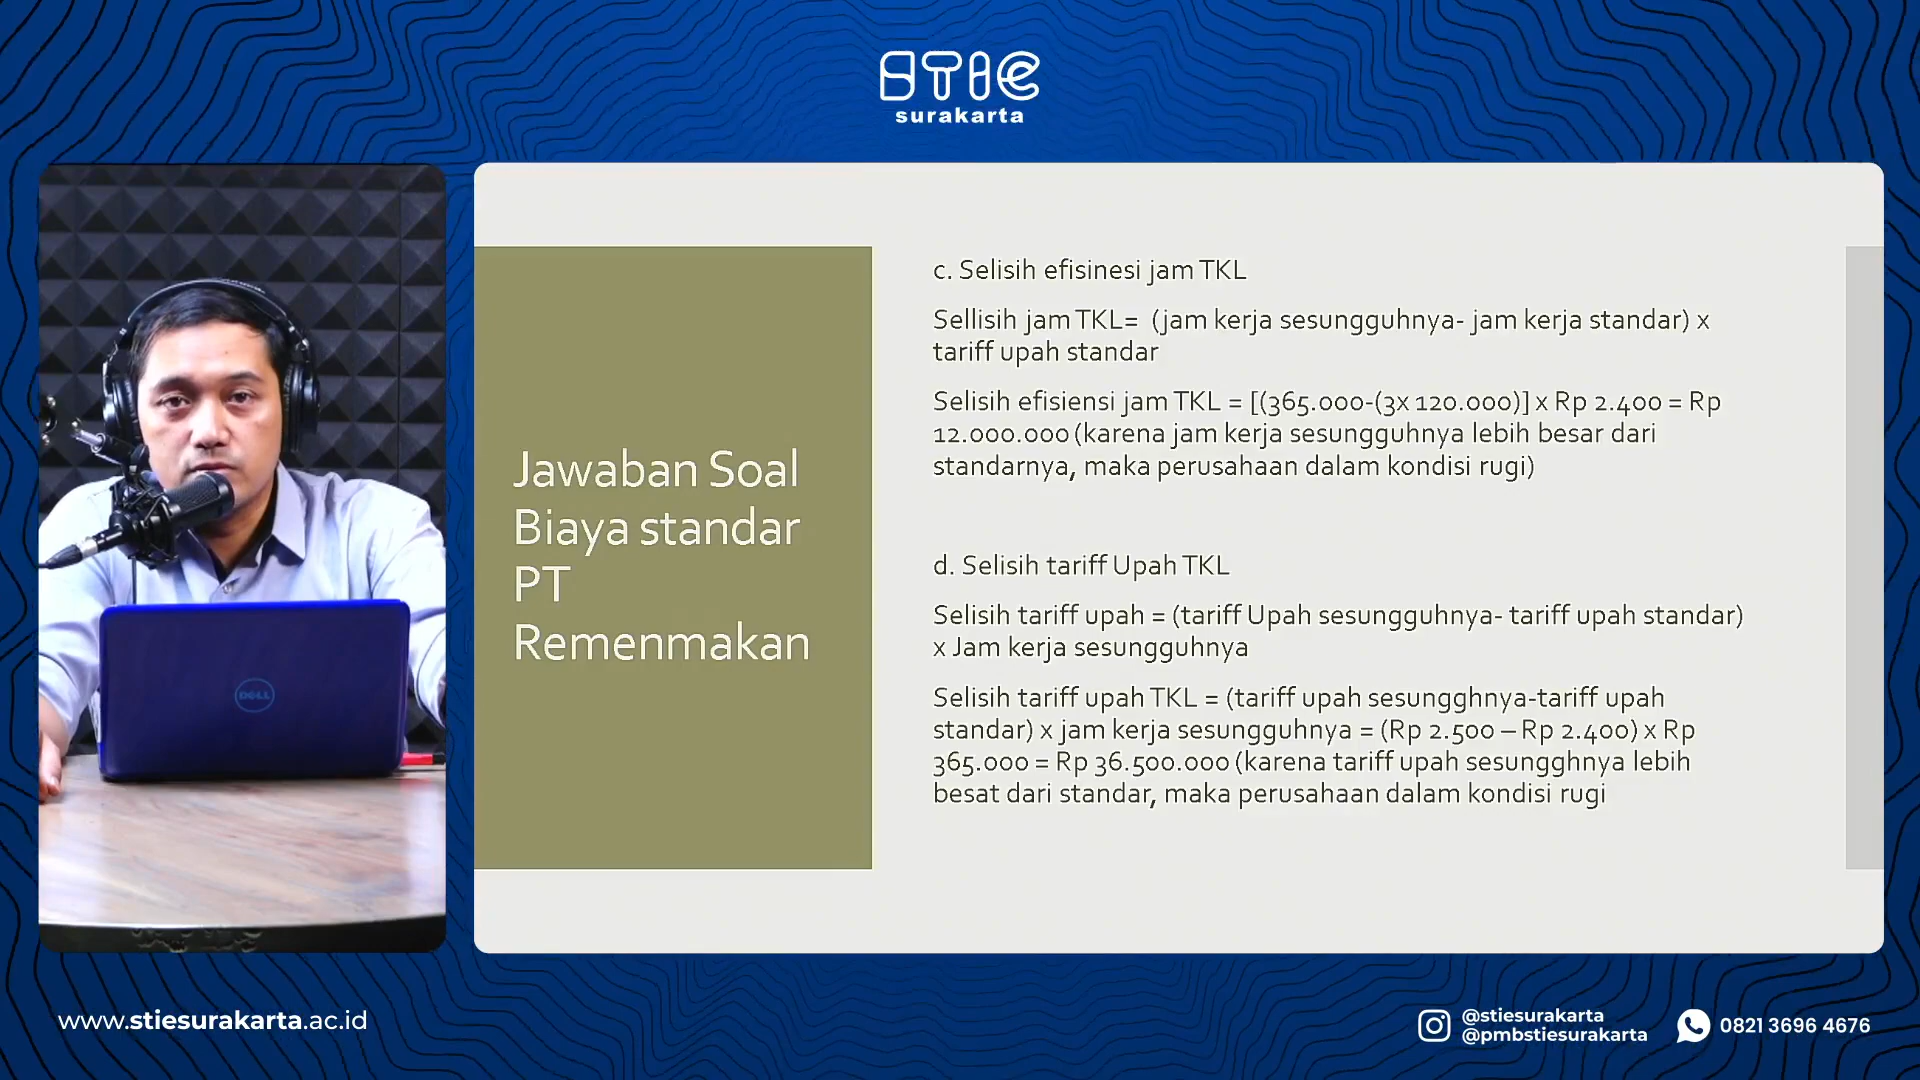 STIE
surakarta
Jawaban Soal
Biaya standar
PT
Remenmakan
c. Selisih efisinesi jam TKL
Sellisih jam TKL=  (jam kerja sesungguhnya- jam kerja standar) x
tariff upah standar
Selisih efisiensi jam TKL = [(365.000-(3x 120.000)] x Rp 2.400 = Rp
12.000.000 (karena jam kerja sesungguhnya lebih besar dari
standarnya, maka perusahaan dalam kondisi rugi)
d. Selisih tariff Upah TKL
Selisih tariff upah = (tariff Upah sesungguhnya- tariff upah standar)
x Jam kerja sesungguhnya
Selisih tariff upah TKL = (tariff upah sesungghnya-tariff upah
standar) x jam kerja sesungguhnya = (Rp 2.500 – Rp 2.400) x Rp
365.000 = Rp 36.500.000 (karena tariff upah sesungghnya lebih
besat dari standar, maka perusahaan dalam kondisi rugi
DELL
www.stiesurakarta.ac.id
@stiesurakarta
@pmbstiesurakarta
0821 3696 4676